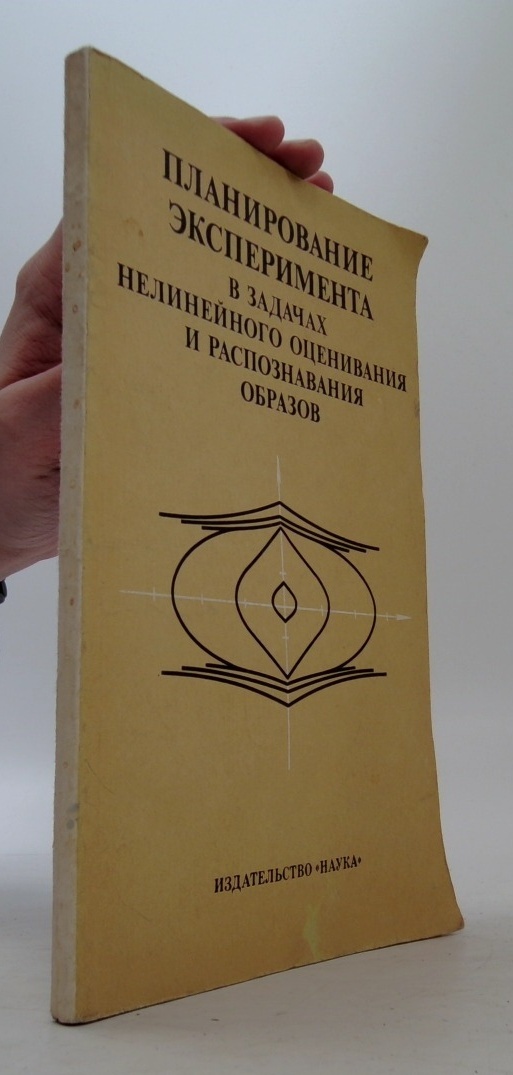 ПЛАНИРОВАНИЕ
ЭКСПЕРИМЕНТА
В ЗАДАЧАХ
НЕЛИНЕЙНОГО ОЦЕНИВАНИЯ
И РАСПОЗНАВАНИЯ
ОБРАЗОВ
ИЗДАТЕЛЬСТВО «НАУКА»